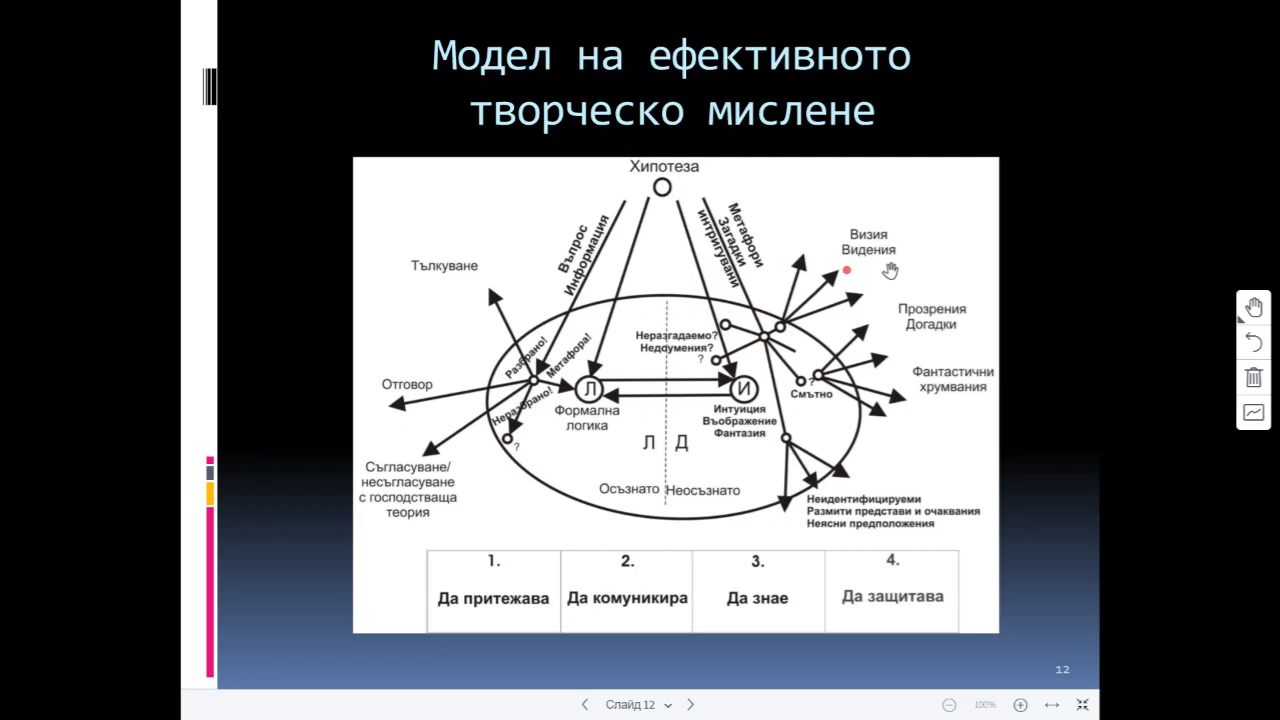 Модел на ефективното
творческо мислене
Хипотеза
Въпрос
Информация
Метафори
Загадки
интригувани
Визия
Видения
Тълкуване
Прозрения
Догадки
Разбрано!
Метафора!
Неразгадаемо?
Недоумения?
?
Отговор
Неразбрано!
Л
И
?
Смътно
Фантастични
хрумвания
Формална
логика
Интуиция
Въображение
Фантазия
?
Л Д
Съгласуване/
несъгласуване
с господстваща
теория
Осъзнато Неосъзнато
Неидентифицируеми
Размити представи и очаквания
Неясни предположения
1. 2. 3. 4.
Да притежава Да комуникира Да знае Да защитава
12
Слайд 12
100%